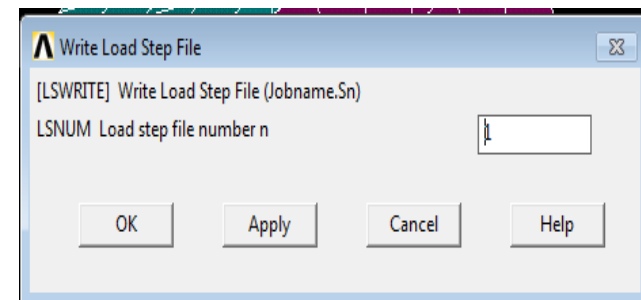 Write Load Step File
[LSWRITE] Write Load Step File (Jobname.Sn)
LSNUM Load step file number n
1
OK Apply Cancel Help